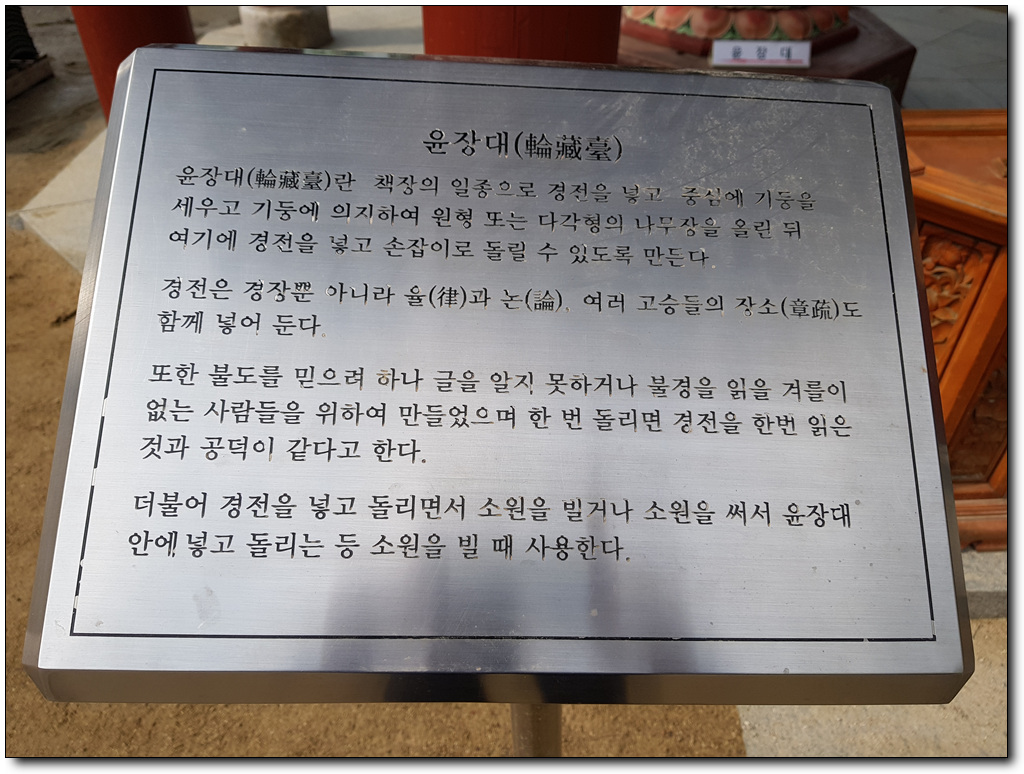 윤장대
윤장대(輪藏臺)
윤장대(輪藏臺)란 책장의 일종으로 경전을 넣고 중심에 기둥을
세우고 기둥에 의지하여 원형 또는 다각형의 나무장을 올린 뒤
여기에 경전을 넣고 손잡이로 돌릴 수 있도록 만든다
경전은 경장뿐 아니라 율(律)과 논(論), 여러 고승들의 장소(章疏)도
함께 넣어 둔다.
또한 불도를 믿으려 하나 글을 알지 못하거나 불경을 읽을 겨를이
없는 사람들을 위하여 만들었으며 한 번 돌리면 경전을 한번 읽은
것과 공덕이 같다고 한다.
더불어 경전을 넣고 돌리면서 소원을 빌거나 소원을 써서 윤장대
안에 넣고 돌리는 등 소원을 빌 때 사용한다.